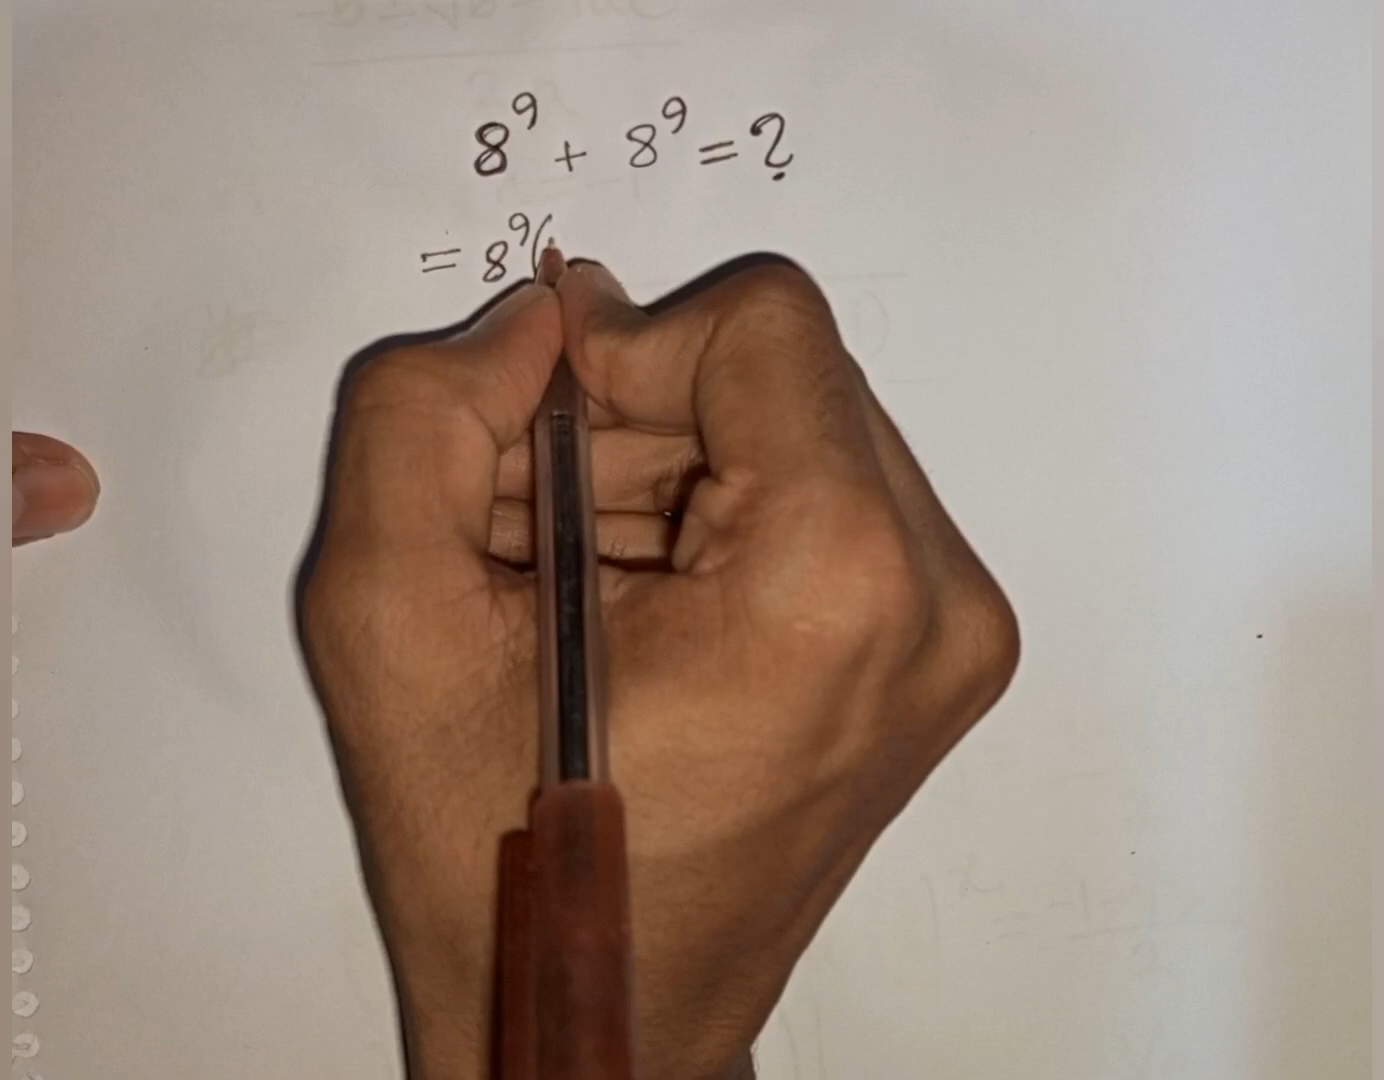 8⁹ + 8⁹ = ?
= 8⁹(